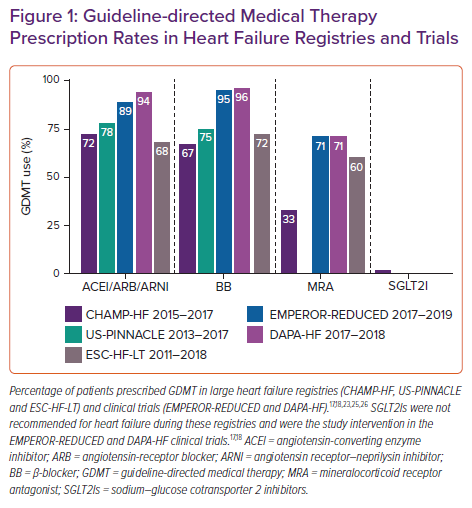 Figure 1: Guideline-directed Medical Therapy
Prescription Rates in Heart Failure Registries and Trials
100
75
50
25
0
GDMT use (%)
72
78
89
94
68
67
75
95
96
72
33
71
71
60
ACEI/ARB/ARNI
BB
MRA
SGLT2I
CHAMP-HF 2015–2017
EMPEROR-REDUCED 2017–2019
US-PINNACLE 2013–2017
DAPA-HF 2017–2018
ESC-HF-LT 2011–2018
Percentage of patients prescribed GDMT in large heart failure registries (CHAMP-HF, US-PINNACLE
and ESC-HF-LT) and clinical trials (EMPEROR-REDUCED and DAPA-HF).17,18,23,25,26 SGLT2Is were not
recommended for heart failure during these registries and were the study intervention in the
EMPEROR-REDUCED and DAPA-HF clinical trials.17,18 ACEI = angiotensin-converting enzyme
inhibitor; ARB = angiotensin-receptor blocker; ARNI = angiotensin receptor–neprilysin inhibitor;
BB = β-blocker; GDMT = guideline-directed medical therapy; MRA = mineralocorticoid receptor
antagonist; SGLT2Is = sodium–glucose cotransporter 2 inhibitors.